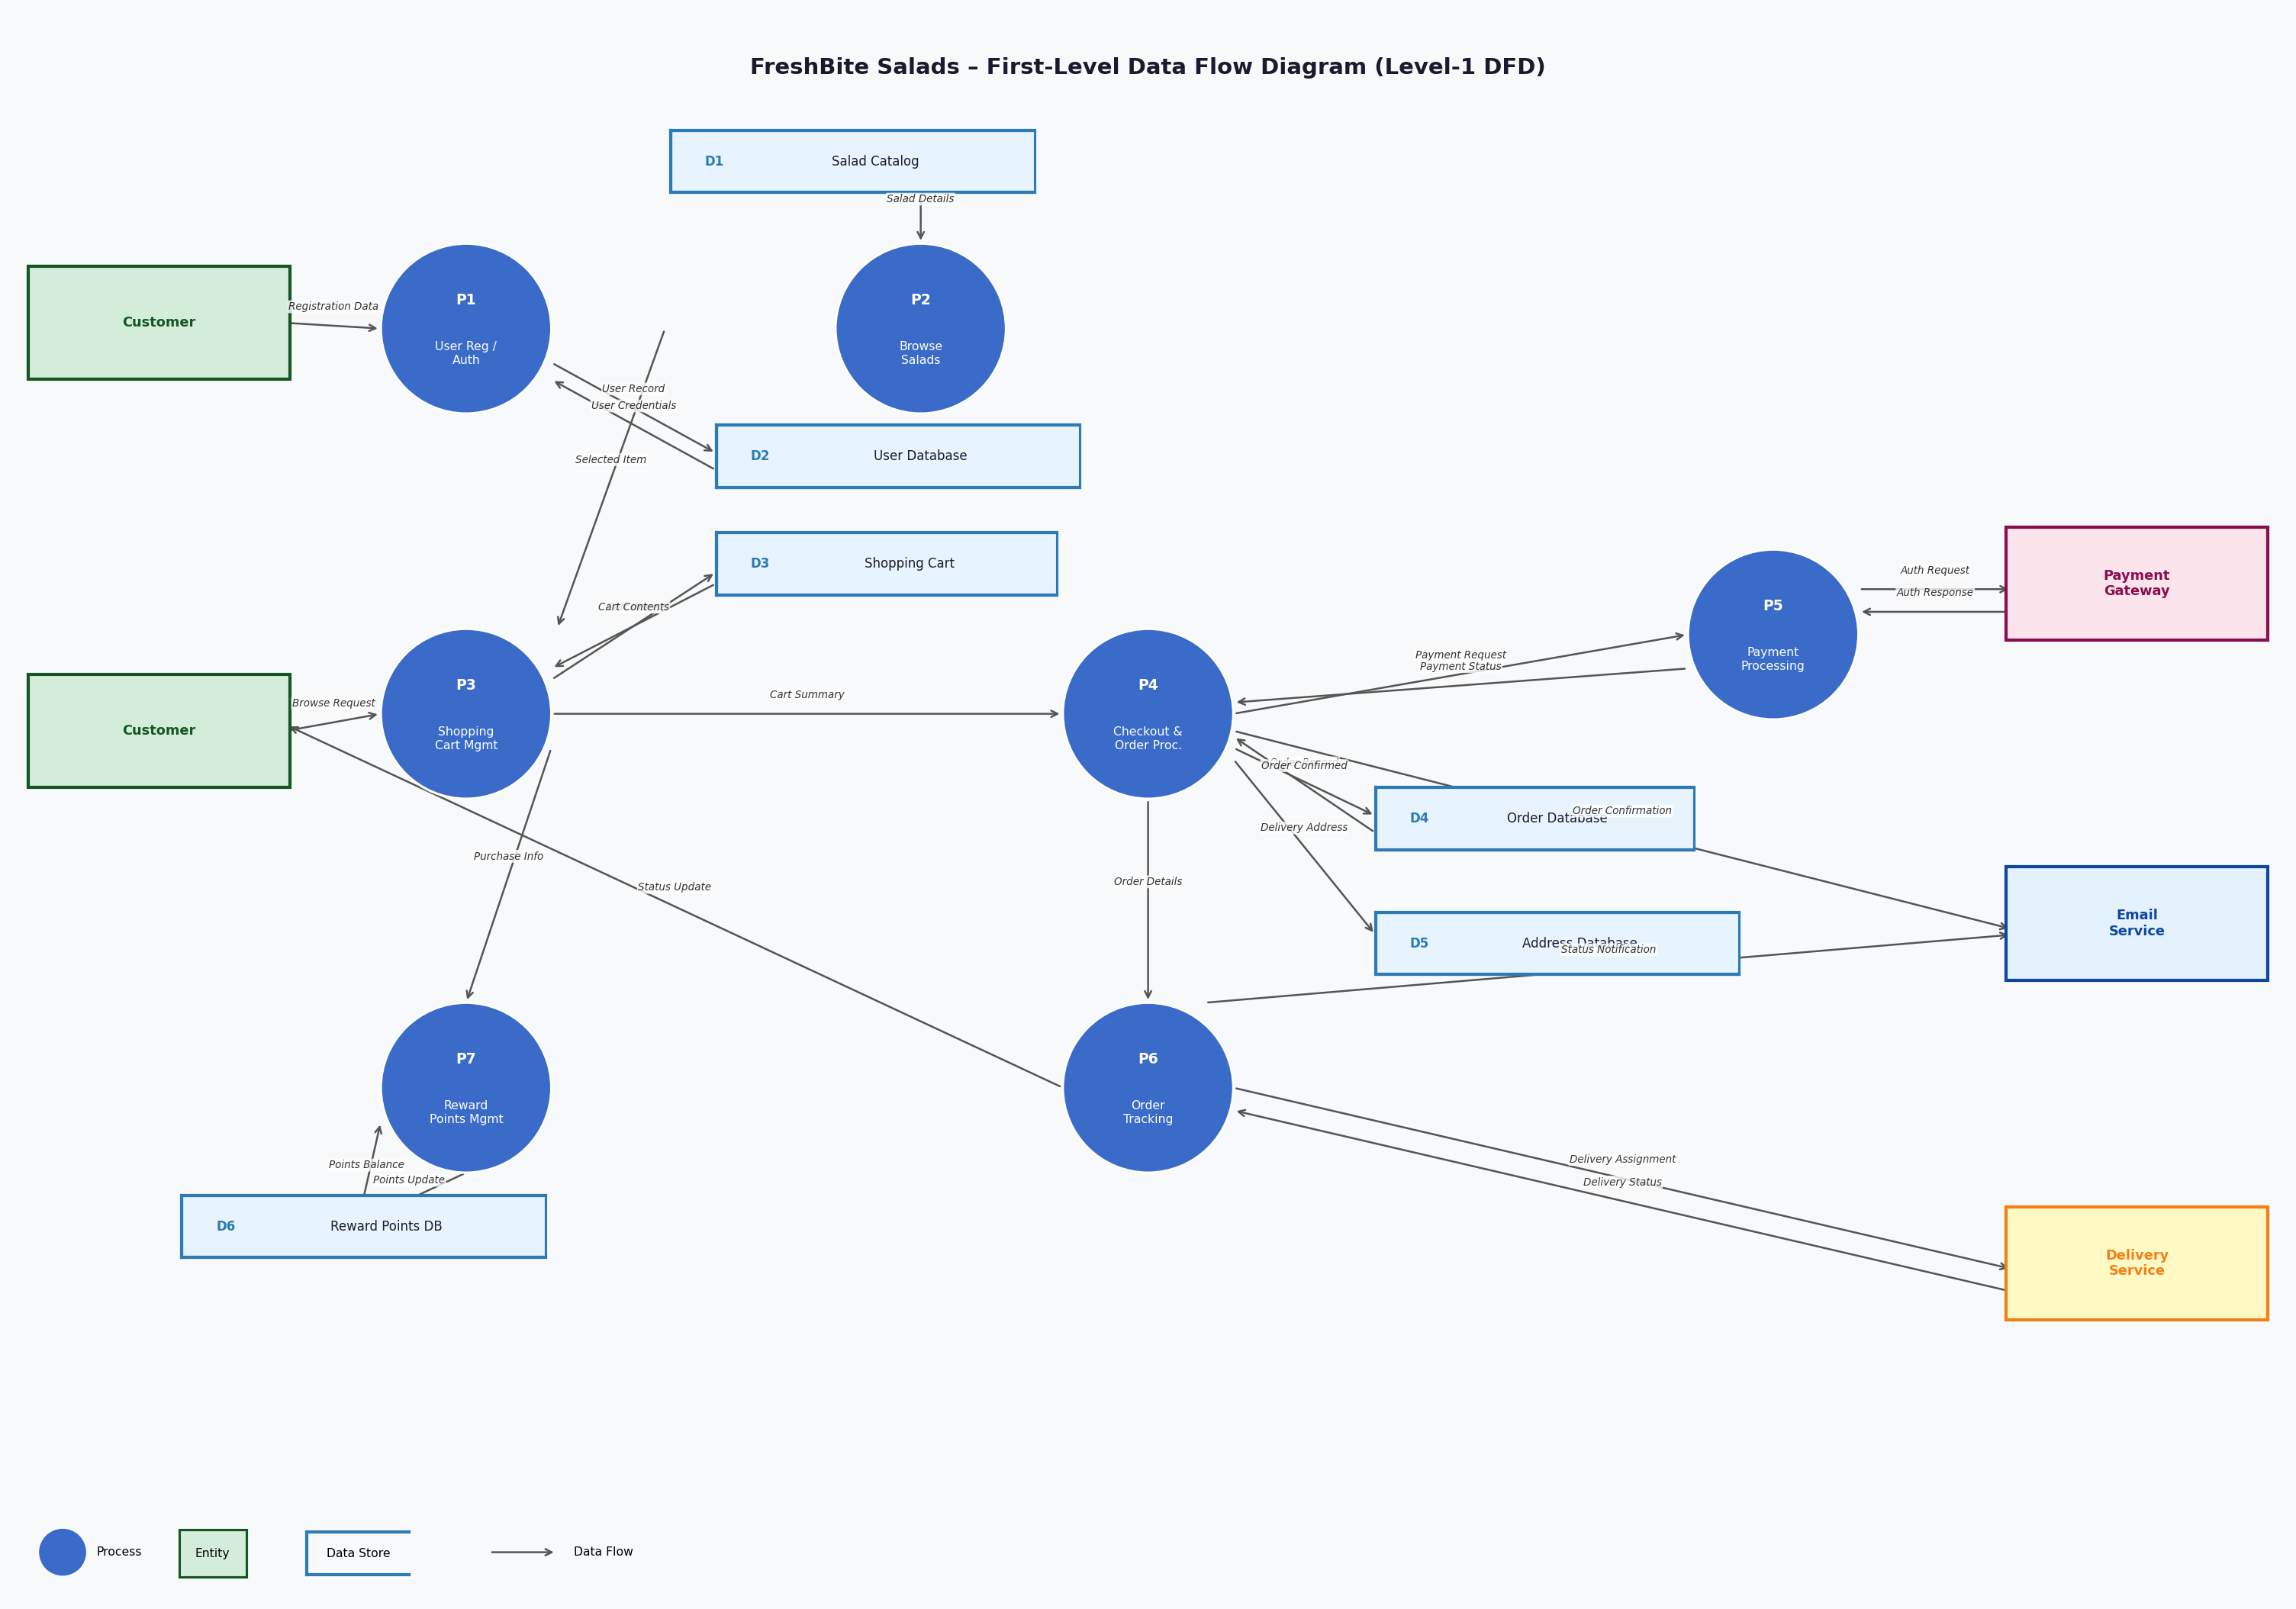 FreshBite Salads – First-Level Data Flow Diagram (Level-1 DFD)
D1
Salad Catalog
Salad Details
Customer
Registration Data
P1
User Reg /
Auth
P2
Browse
Salads
User Record
User Credentials
Selected Item
D2
User Database
D3
Shopping Cart
Cart Contents
Customer
Browse Request
P3
Shopping
Cart Mgmt
Cart Summary
P4
Checkout &
Order Proc.
Payment Request
Payment Status
P5
Payment
Processing
Auth Request
Auth Response
Payment
Gateway
Order Confirmed
D4
Order Database
Order Confirmation
Delivery Address
Order Details
D5
Address Database
Status Notification
Email
Service
Purchase Info
Status Update
P7
Reward
Points Mgmt
P6
Order
Tracking
Points Balance
Points Update
D6
Reward Points DB
Delivery Assignment
Delivery Status
Delivery
Service
Process
Entity
Data Store
Data Flow